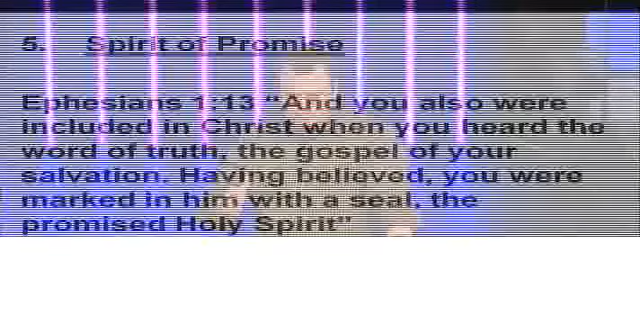 5. Spirit of Promise
Ephesians 1:13 "And you also were
included in Christ when you heard the
word of truth, the gospel of your
salvation. Having believed, you were
marked in him with a seal, the
promised Holy Spirit"